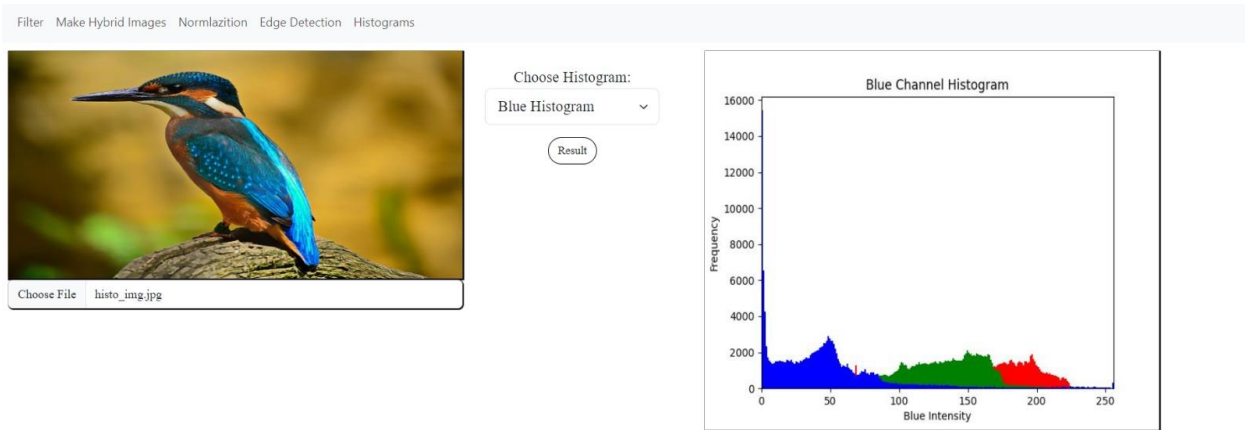 Filter Make Hybrid Images Normlazition Edge Detection Histograms
Choose File histo_img.jpg
Choose Histogram:
Blue Histogram
Result
Blue Channel Histogram
16000
14000
12000
10000
8000
6000
4000
2000
0
Frequency
0 50 100 150 200 250
Blue Intensity